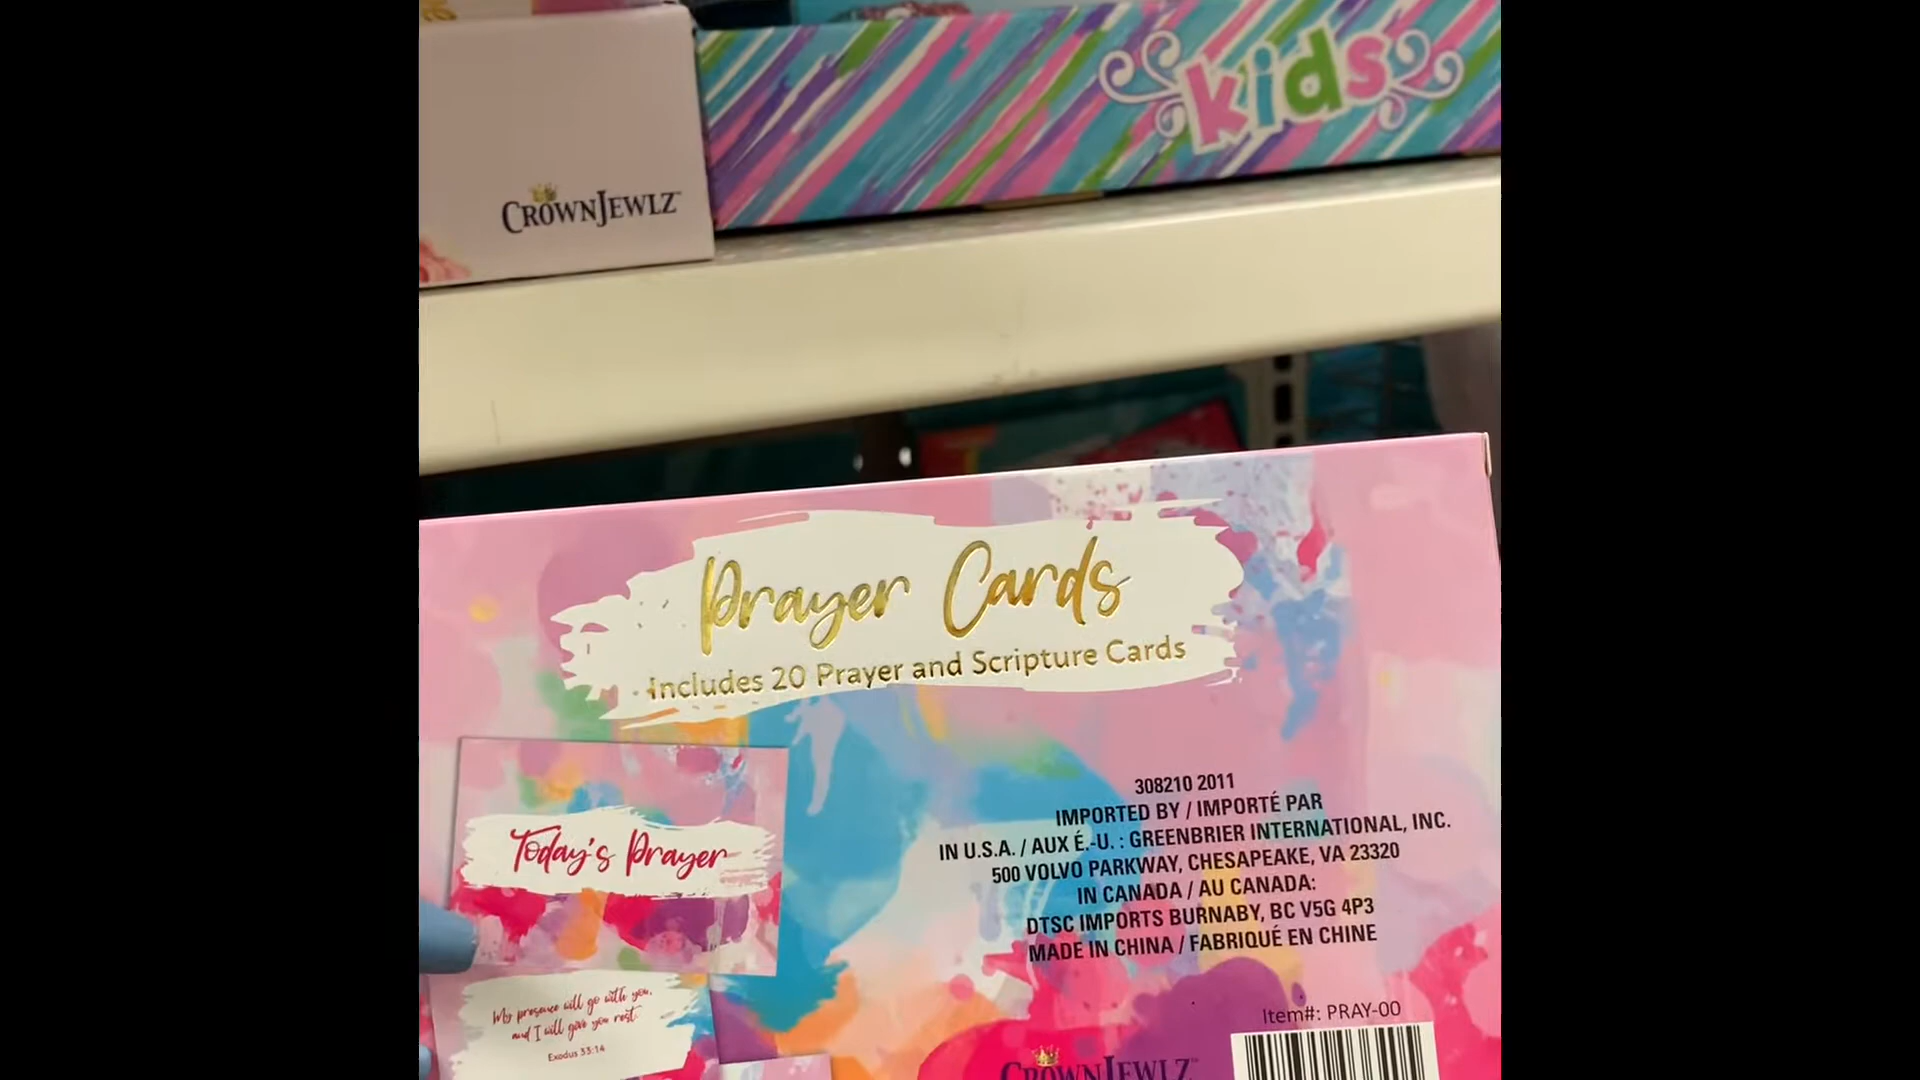 kids
CROWNJEWLZ™
Prayer Cards
Includes 20 Prayer and Scripture Cards
308210 2011
IMPORTED BY / IMPORTÉ PAR
IN U.S.A. / AUX É.-U. : GREENBRIER INTERNATIONAL, INC.
500 VOLVO PARKWAY, CHESAPEAKE, VA 23320
IN CANADA / AU CANADA:
DTSC IMPORTS BURNABY, BC V5G 4P3
MADE IN CHINA / FABRIQUÉ EN CHINE
Today's Prayer
My presence will go with you,
and I will give you rest.
Exodus 33:14
Item#: PRAY-00
CROWNJEWLZ™